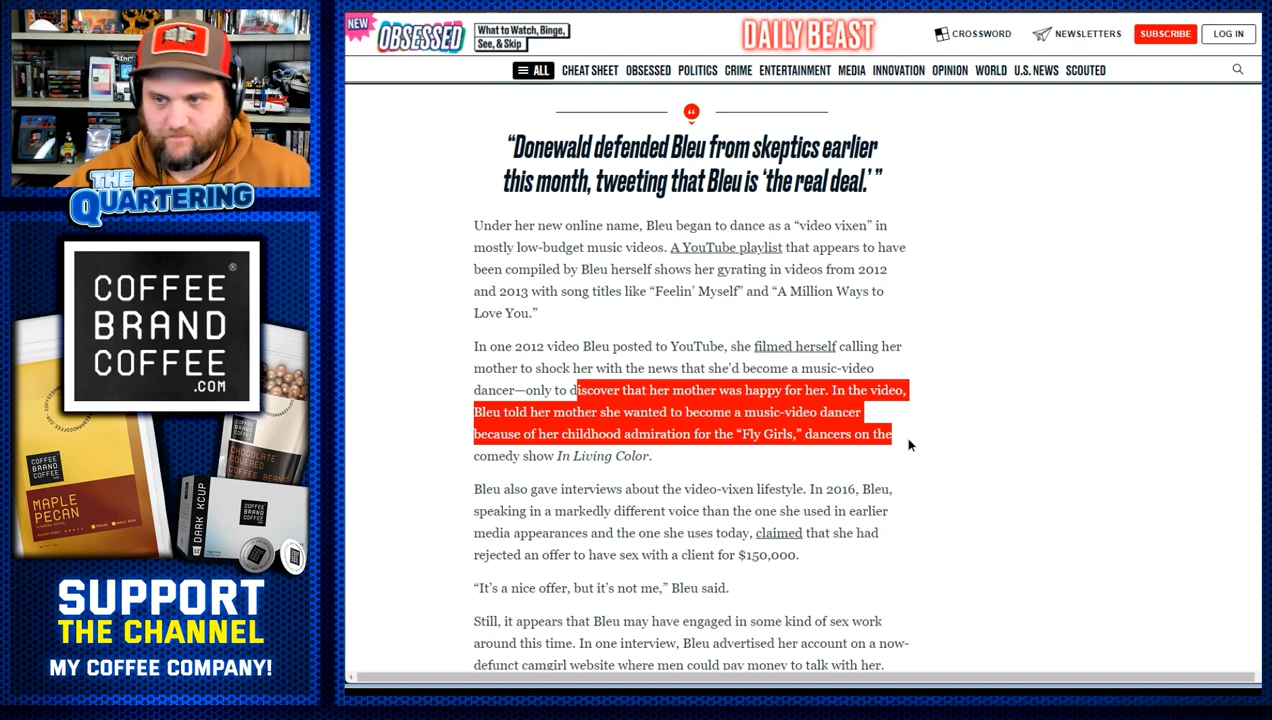 THE
QUARTERING
COFFEE
BRAND
COFFEE
.COM
®
COFFEE
BRAND
COFFEE
MAPLE
PECAN
CHOCOLATE
COVERED
COFFEE BEANS
DARK KCUP
COFFEE
BRAND
COFFEE
SUPPORT
THE CHANNEL
MY COFFEE COMPANY!
NEW
OBSESSED
What to Watch, Binge,
See, & Skip
DAILY BEAST
CROSSWORD
NEWSLETTERS
SUBSCRIBE
LOG IN
ALL CHEAT SHEET OBSESSED POLITICS CRIME ENTERTAINMENT MEDIA INNOVATION OPINION WORLD U.S. NEWS SCOUTED
“Donewald defended Bleu from skeptics earlier
this month, tweeting that Bleu is ‘the real deal.’”
Under her new online name, Bleu began to dance as a “video vixen” in
mostly low-budget music videos. A YouTube playlist that appears to have
been compiled by Bleu herself shows her gyrating in videos from 2012
and 2013 with song titles like “Feelin’ Myself” and “A Million Ways to
Love You.”
In one 2012 video Bleu posted to YouTube, she filmed herself calling her
mother to shock her with the news that she’d become a music-video
dancer—only to discover that her mother was happy for her. In the video,
Bleu told her mother she wanted to become a music-video dancer
because of her childhood admiration for the “Fly Girls,” dancers on the
comedy show In Living Color.
Bleu also gave interviews about the video-vixen lifestyle. In 2016, Bleu,
speaking in a markedly different voice than the one she used in earlier
media appearances and the one she uses today, claimed that she had
rejected an offer to have sex with a client for $150,000.
“It’s a nice offer, but it’s not me,” Bleu said.
Still, it appears that Bleu may have engaged in some kind of sex work
around this time. In one interview, Bleu advertised her account on a now-
defunct camgirl website where men could pay money to talk with her.